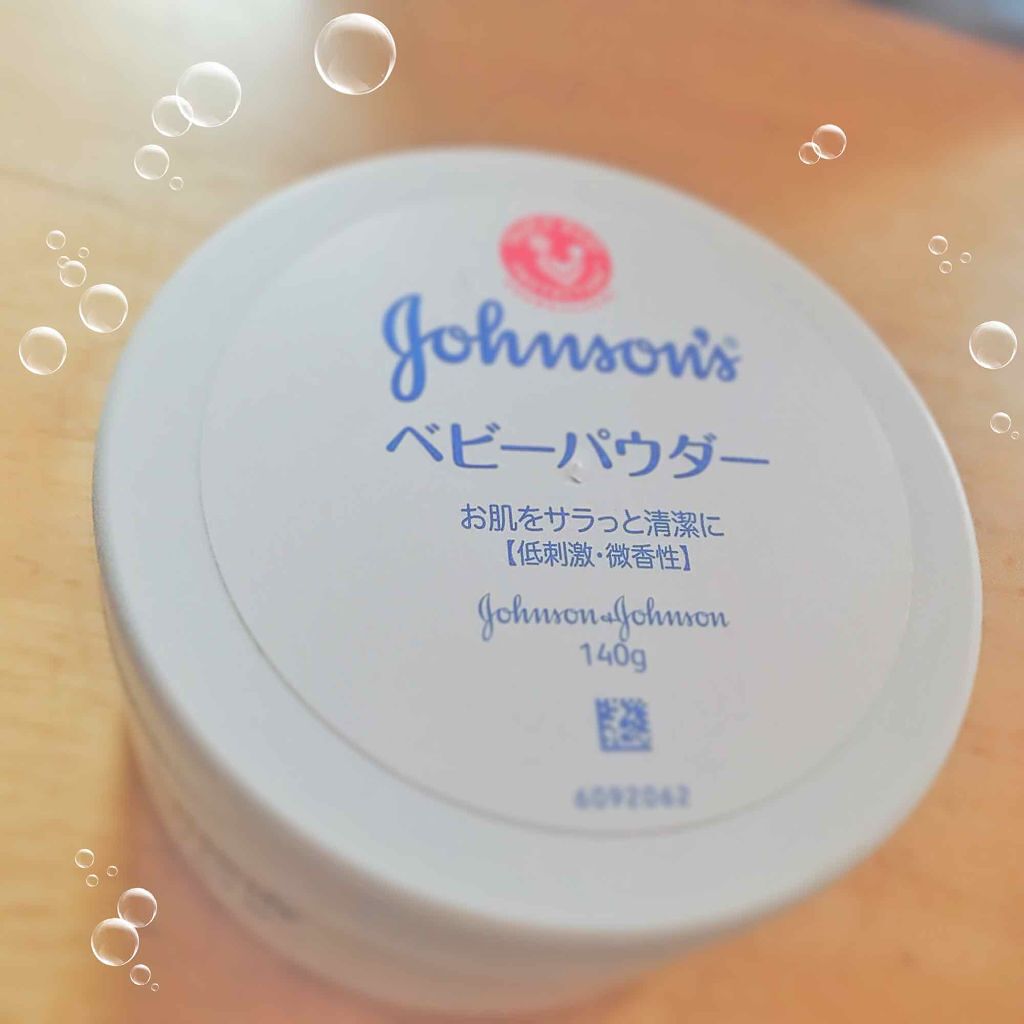 Johnson's®
ベビーパウダー
お肌をサラっと清潔に
【低刺激・微香性】
Johnson & Johnson
140g
6092062